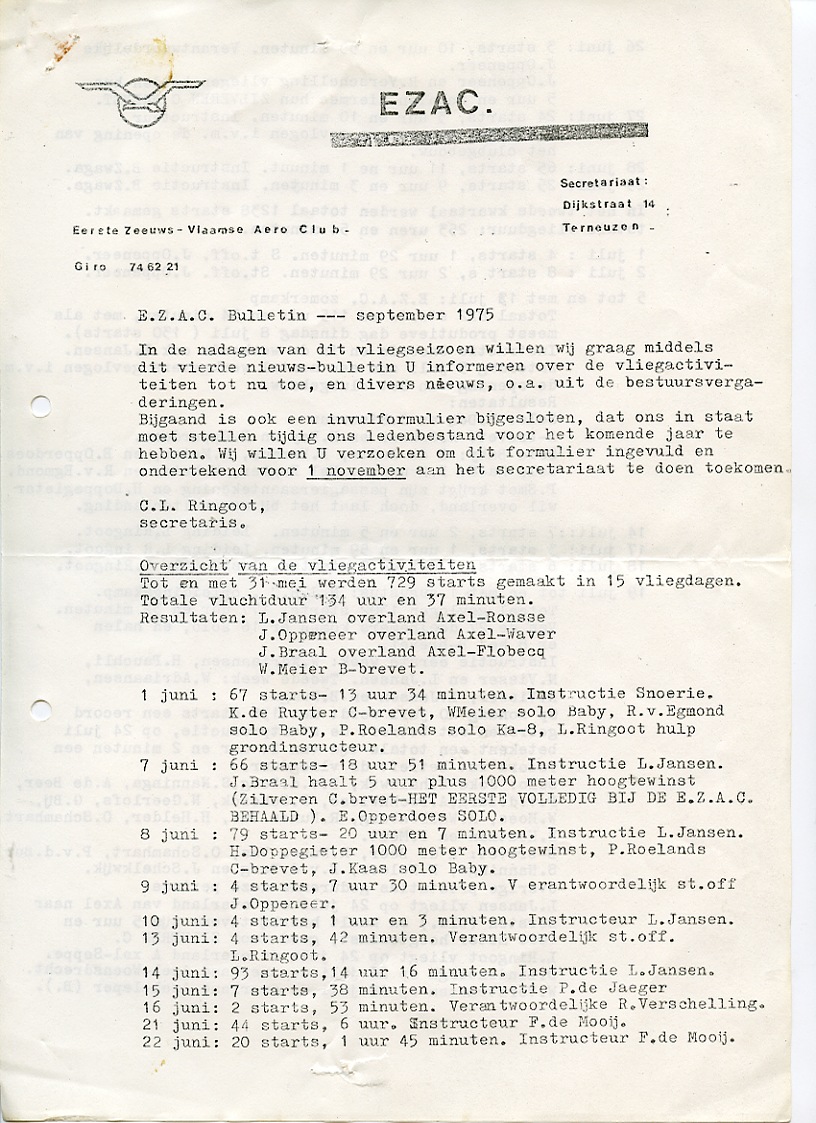 EZAC.
Secretariaat:
Dijkstraat 14
Eerste Zeeuws-Vlaamse Aero Club-
Terneuzen
Giro 74 62 21
E.Z.A.C. Bulletin --- september 1975
In de nadagen van dit vliegseizoen willen wij graag middels
dit vierde nieuws-bulletin U informeren over de vliegactivi-
teiten tot nu toe, en divers nieuws, o.a. uit de bestuursverga-
deringen.
Bijgaand is ook een invulformulier bijgesloten, dat ons in staat
moet stellen tijdig ons ledenbestand voor het komende jaar te
hebben. Wij willen U verzoeken om dit formulier ingevuld en
ondertekend voor 1 november aan het secretariaat te doen toekomen.
C.L. Ringoot,
secretaris.
Overzicht van de vliegactiviteiten
Tot en met 31 mei werden 729 starts gemaakt in 15 vliegdagen.
Totale vluchtduur 134 uur en 37 minuten.
Resultaten: L.Jansen overland Axel-Ronsse
J.Oppeneer overland Axel-Waver
J.Braal overland Axel-Flobecq
W.Meier B-brevet.
1 juni : 67 starts- 13 uur 34 minuten. Instructie Snoerie.
K.de Ruyter C-brevet, WMeier solo Baby, R.v.Egmond
solo Baby, P.Roelands solo Ka-8, L.Ringoot hulp
grondinsructeur.
7 juni : 66 starts- 18 uur 51 minuten. Instructie L.Jansen.
J.Braal haalt 5 uur plus 1000 meter hoogtewinst
(Zilveren C.brvet-HET EERSTE VOLLEDIG BIJ DE E.Z.A.C.
BEHAALD ). E.Opperdoes SOLO.
8 juni : 79 starts- 20 uur en 7 minuten. Instructie L.Jansen.
H.Doppegieter 1000 meter hoogtewinst, P.Roelands
C-brevet, J.Kaas solo Baby.
9 juni : 4 starts, 7 uur 30 minuten. V erantwoordelijk st.off
J.Oppeneer.
10 juni: 4 starts, 1 uur en 3 minuten. Instructeur L.Jansen.
13 juni: 4 starts, 42 minuten. Verantwoordelijk st.off.
L.Ringoot.
14 juni: 93 starts,14 uur 16 minuten. Instructie L.Jansen.
15 juni: 7 starts, 38 minuten. Instructie P.de Jaeger
16 juni: 2 starts, 53 minuten. Verantwoordelijke R.Verschelling.
21 juni: 44 starts, 6 uur. Instructeur F.de Mooij.
22 juni: 20 starts, 1 uur 45 minuten. Instructeur F.de Mooij.